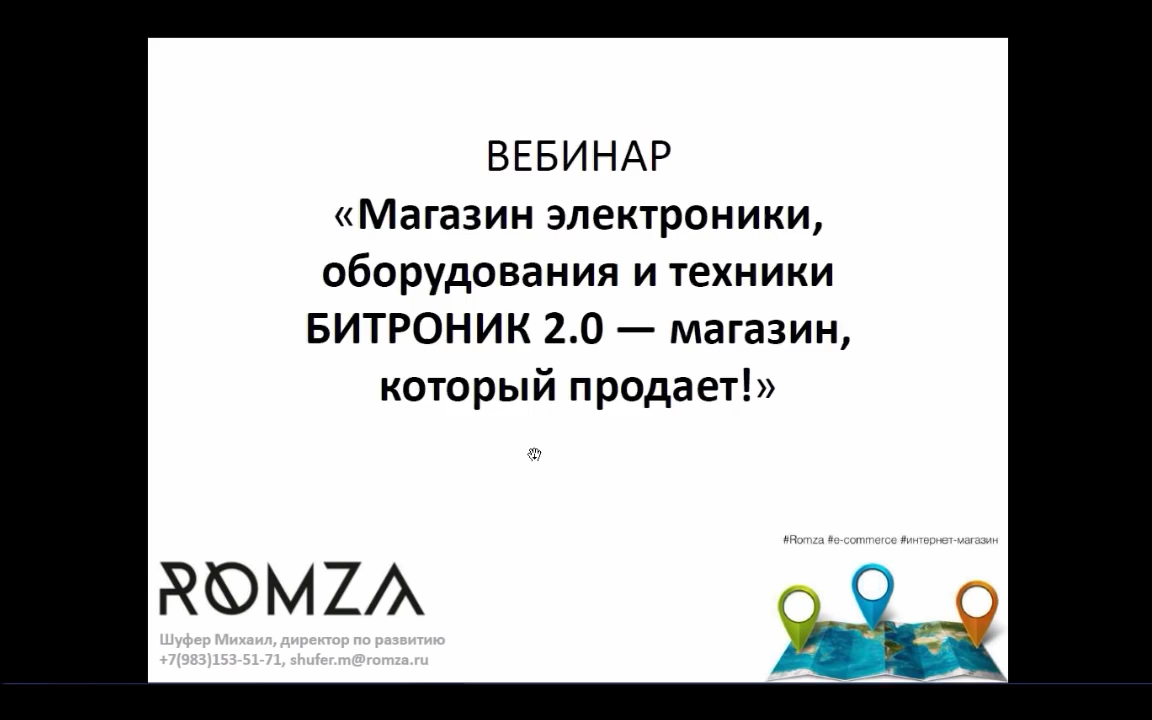 ВЕБИНАР
«Магазин электроники,
оборудования и техники
БИТРОНИК 2.0 — магазин,
который продает!»
#Romza #e-commerce #интернет-магазин
ROMZA
Шуфер Михаил, директор по развитию
+7(983)153-51-71, shufer.m@romza.ru